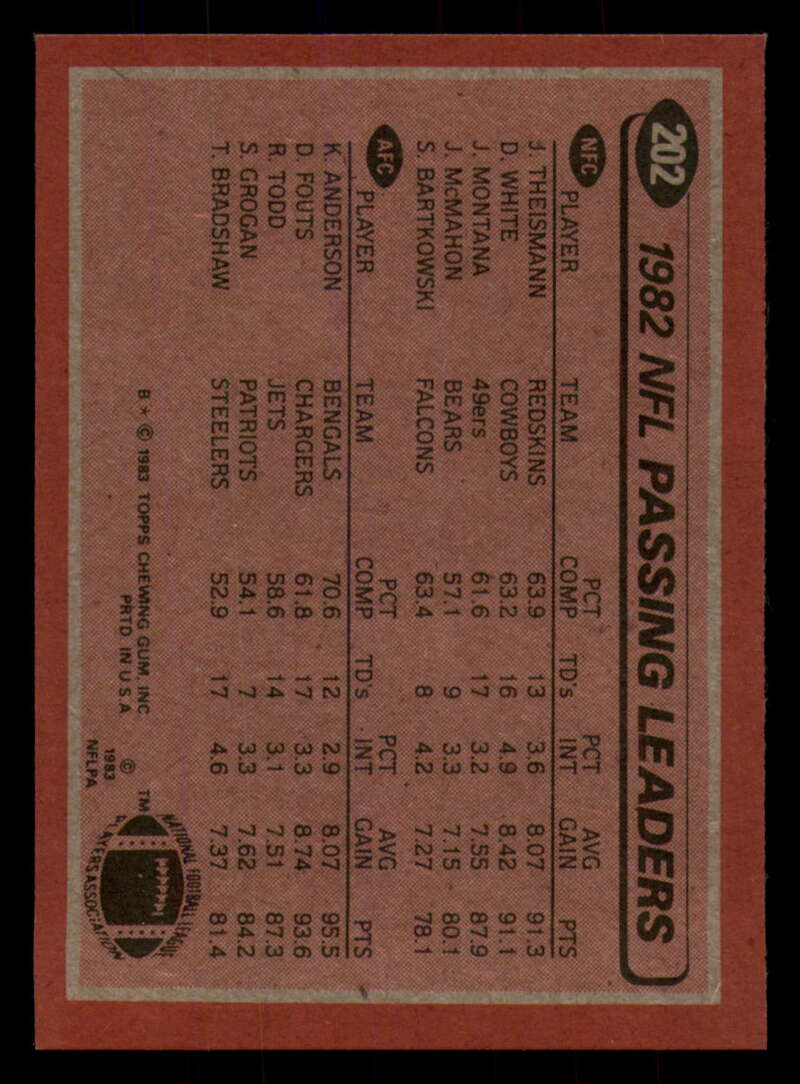 202 1982 NFL PASSING LEADERS
NFC PLAYER TEAM PCT COMP TD's PCT INT AVG GAIN PTS
J. THEISMANN REDSKINS 63.9 13 3.6 8.07 91.3
D. WHITE COWBOYS 63.2 16 4.9 8.42 91.1
J. MONTANA 49ers 61.6 17 3.2 7.55 87.9
J. McMAHON BEARS 57.1 9 3.3 7.15 80.1
S. BARTKOWSKI FALCONS 63.4 8 4.2 7.27 78.1
AFC PLAYER TEAM PCT COMP TD's PCT INT AVG GAIN PTS
K. ANDERSON BENGALS 70.6 12 2.9 8.07 95.5
D. FOUTS CHARGERS 61.8 17 3.3 8.74 93.6
R. TODD JETS 58.6 14 3.1 7.51 87.3
S. GROGAN PATRIOTS 54.1 7 3.3 7.62 84.2
T. BRADSHAW STEELERS 52.9 17 4.6 7.37 81.4
B * © 1983 TOPPS CHEWING GUM, INC
PRTD IN U S A
©
1983
NFLPA
TM
NATIONAL FOOTBALL LEAGUE
PLAYERS ASSOCIATION